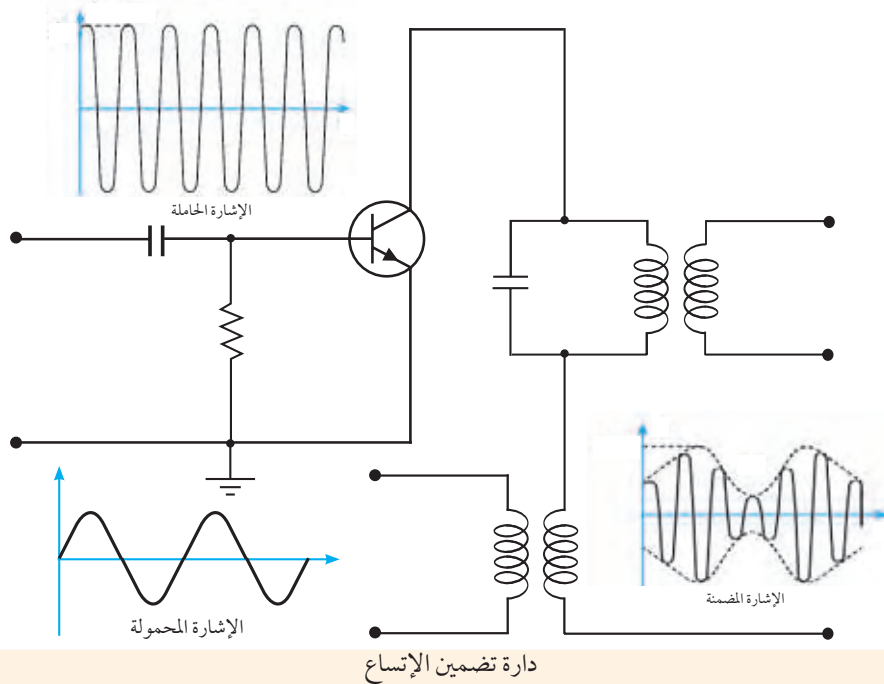 الإشارة الحاملة
الإشارة المحمولة
الإشارة المضمنة
دارة تضمين الإتساع